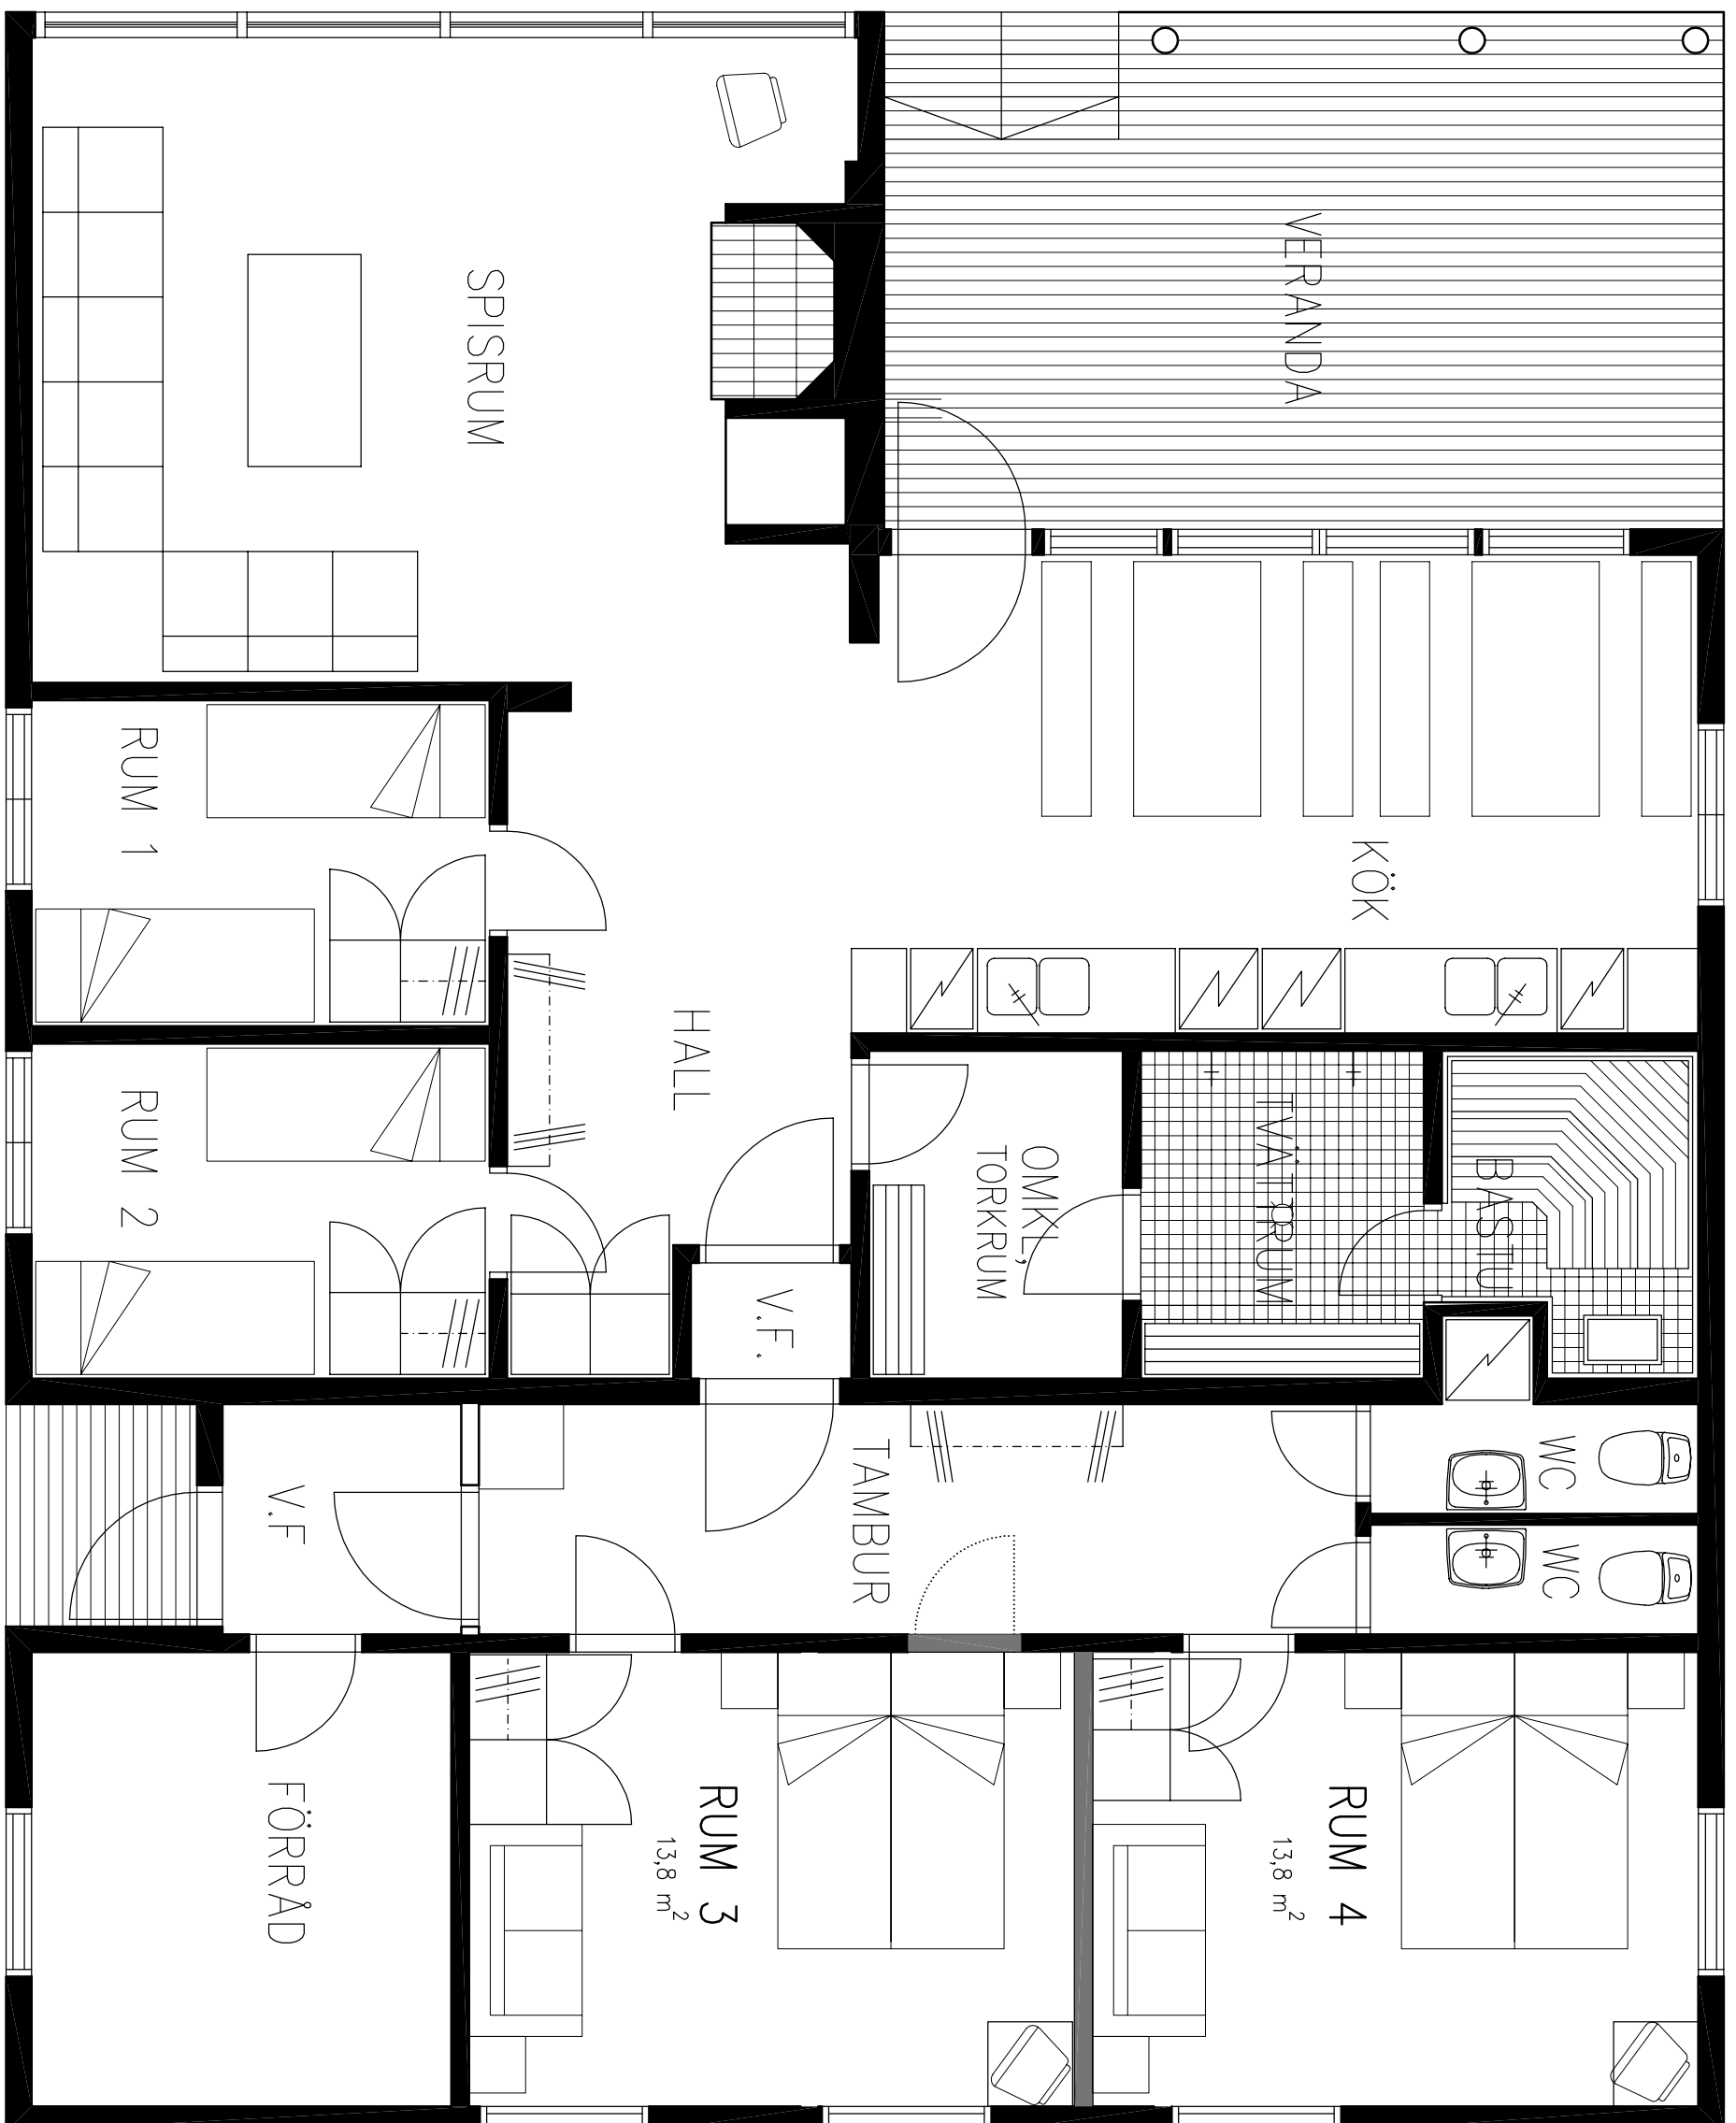 VERANDA
SPISRUM
RUM 1
KÖK
HALL
RUM 2
OMKL,
TORKRUM
TVÄTTRUM
BASTU
V.F.
WC
WC
TAMBUR
V.F
RUM 4
13,8 m²
RUM 3
13,8 m²
FÖRRÅD